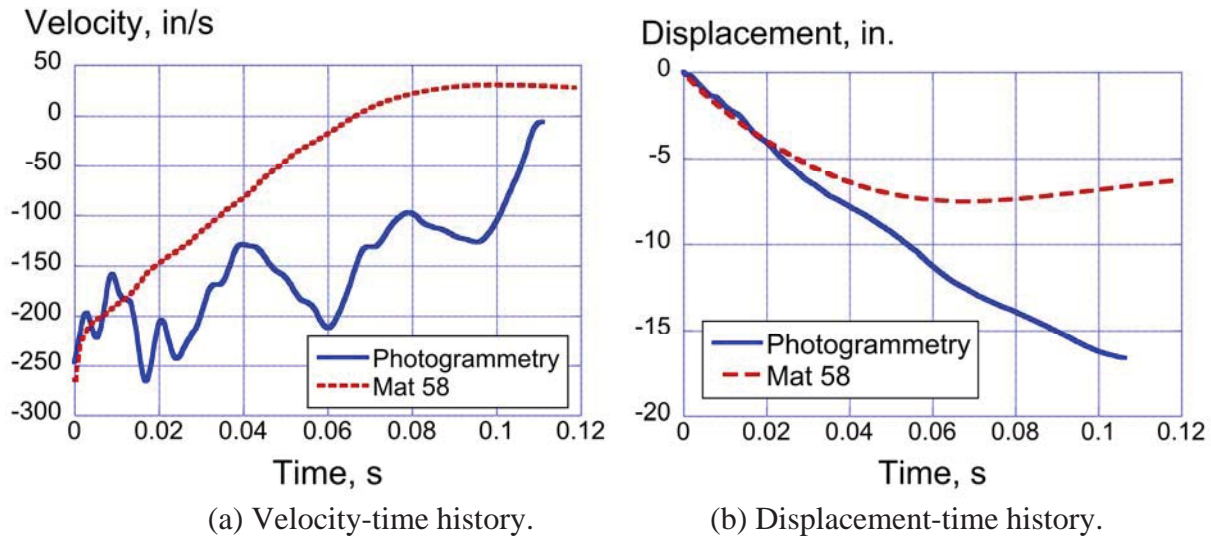 Velocity, in/s
50
0
-50
-100
-150
-200
-250
-300
0 0.02 0.04 0.06 0.08 0.1 0.12
Photogrammetry
Mat 58
Time, s
(a) Velocity-time history.
Displacement, in.
0
-5
-10
-15
-20
0 0.02 0.04 0.06 0.08 0.1 0.12
Photogrammetry
Mat 58
Time, s
(b) Displacement-time history.